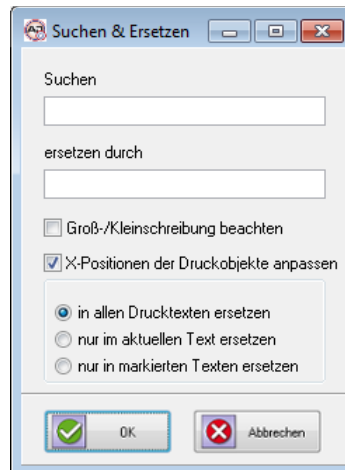 Suchen & Ersetzen
Suchen
ersetzen durch
Groß-/Kleinschreibung beachten
X-Positionen der Druckobjekte anpassen
in allen Drucktexten ersetzen
nur im aktuellen Text ersetzen
nur in markierten Texten ersetzen
OK Abbrechen